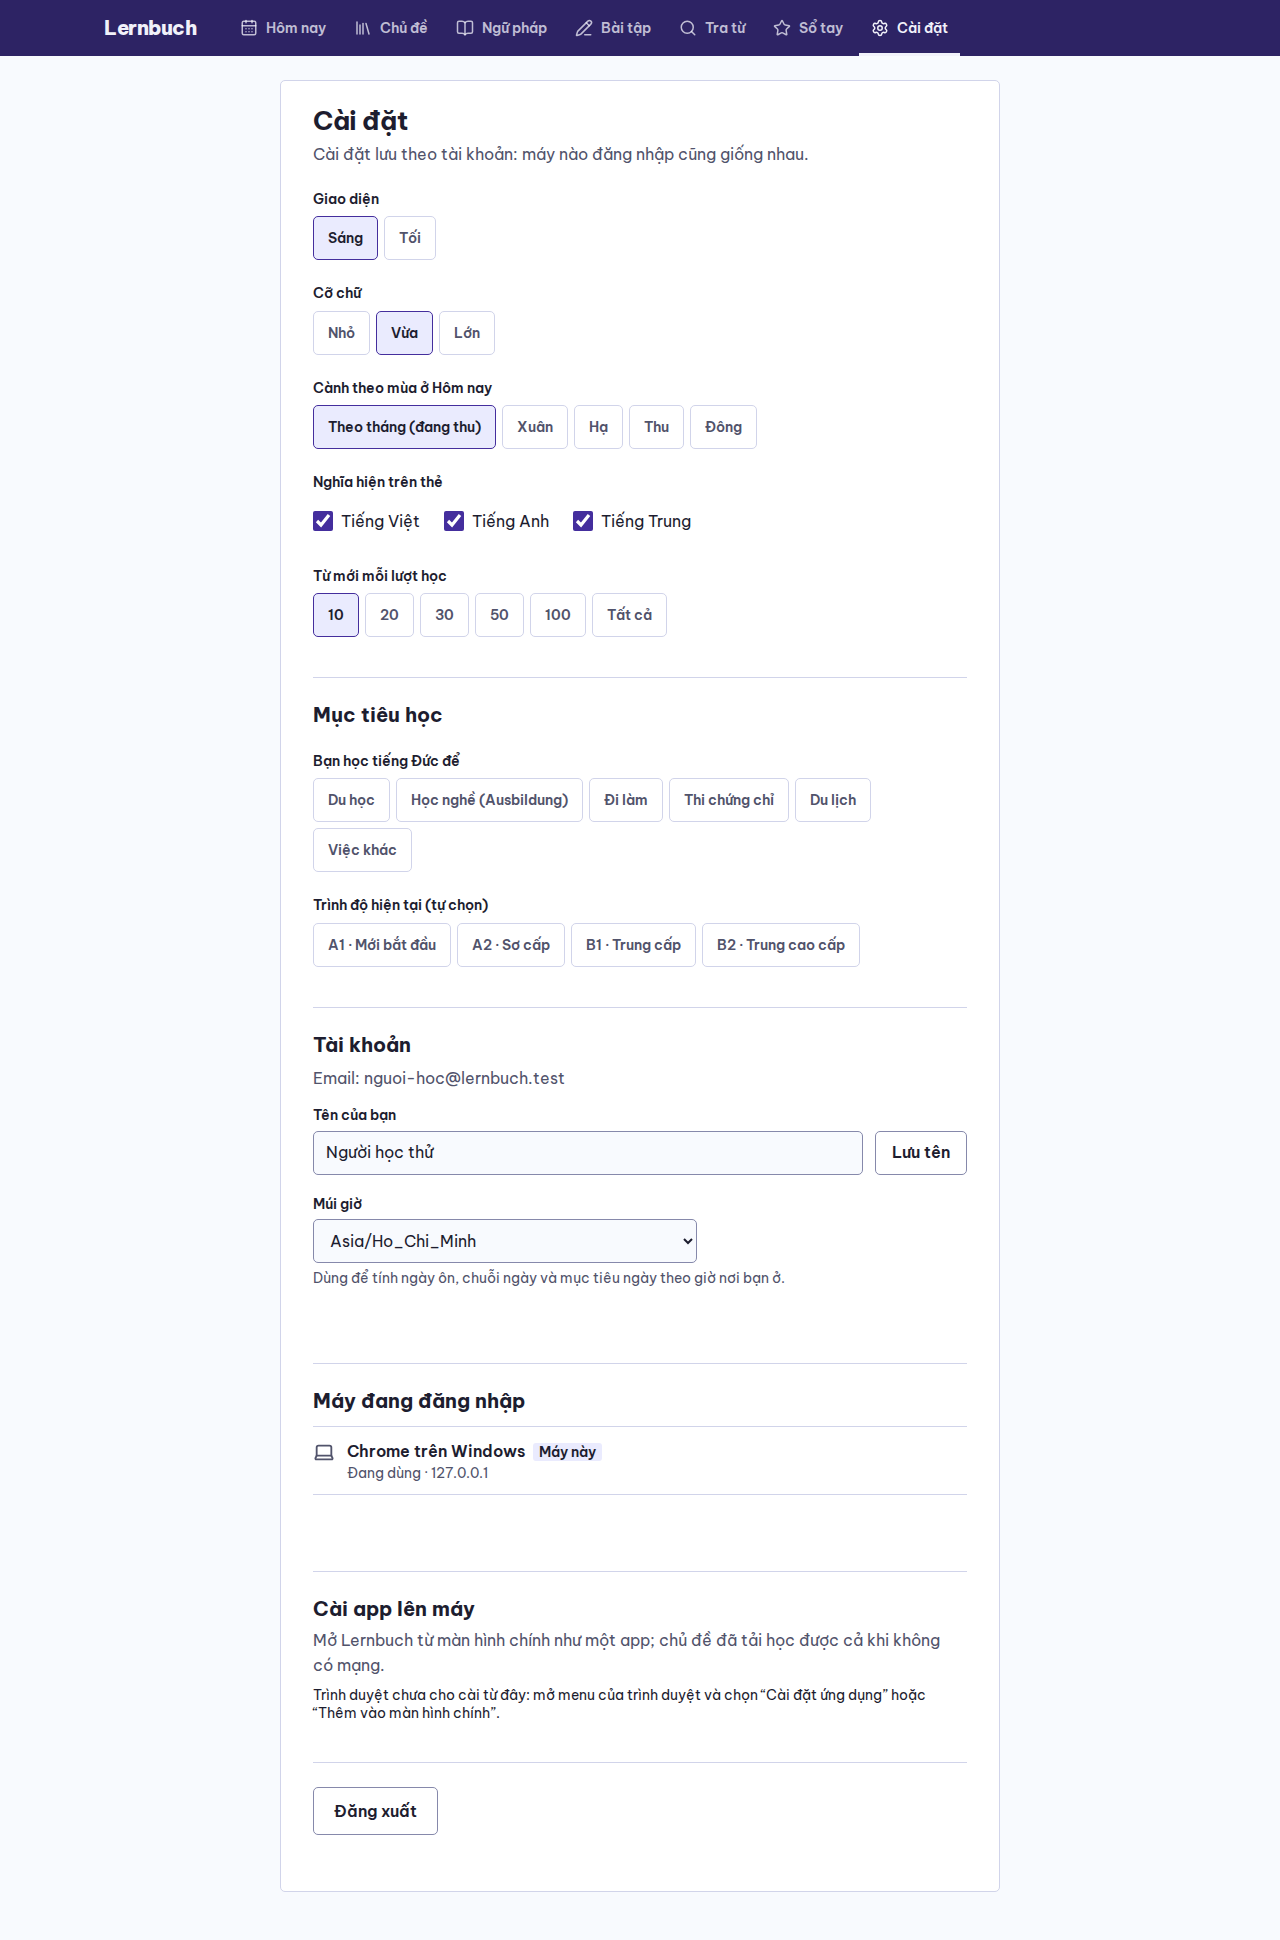 Lernbuch
Hôm nay
Chủ đề
Ngữ pháp
Bài tập
Tra từ
Sổ tay
Cài đặt
Cài đặt
Cài đặt lưu theo tài khoản: máy nào đăng nhập cũng giống nhau.
Giao diện
Sáng
Tối
Cỡ chữ
Nhỏ
Vừa
Lớn
Cành theo mùa ở Hôm nay
Theo tháng (đang thu)
Xuân
Hạ
Thu
Đông
Nghĩa hiện trên thẻ
Tiếng Việt
Tiếng Anh
Tiếng Trung
Từ mới mỗi lượt học
10
20
30
50
100
Tất cả
Mục tiêu học
Bạn học tiếng Đức để
Du học
Học nghề (Ausbildung)
Đi làm
Thi chứng chỉ
Du lịch
Việc khác
Trình độ hiện tại (tự chọn)
A1 · Mới bắt đầu
A2 · Sơ cấp
B1 · Trung cấp
B2 · Trung cao cấp
Tài khoản
Email: nguoi-hoc@lernbuch.test
Tên của bạn
Người học thử
Lưu tên
Múi giờ
Asia/Ho_Chi_Minh
Dùng để tính ngày ôn, chuỗi ngày và mục tiêu ngày theo giờ nơi bạn ở.
Máy đang đăng nhập
Chrome trên Windows
Máy này
Đang dùng · 127.0.0.1
Cài app lên máy
Mở Lernbuch từ màn hình chính như một app; chủ đề đã tải học được cả khi không
có mạng.
Trình duyệt chưa cho cài từ đây: mở menu của trình duyệt và chọn “Cài đặt ứng dụng” hoặc
“Thêm vào màn hình chính”.
Đăng xuất